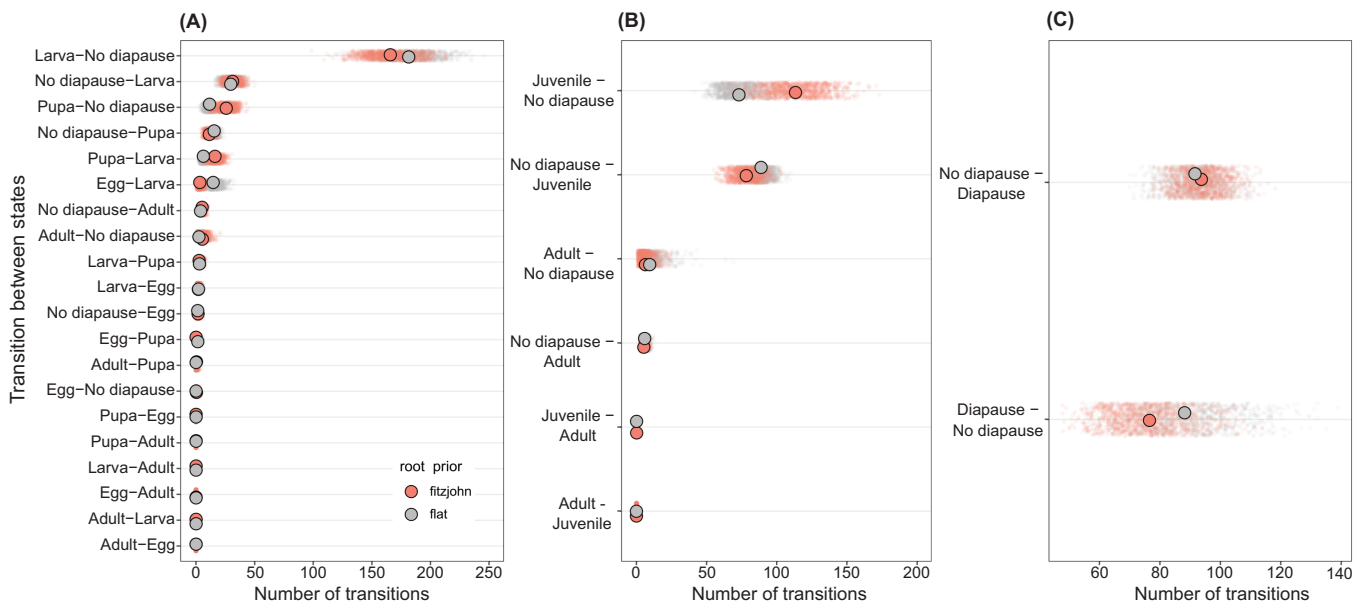 (A)
Transition between states
Larva−No diapause
No diapause−Larva
Pupa−No diapause
No diapause−Pupa
Pupa−Larva
Egg−Larva
No diapause−Adult
Adult−No diapause
Larva−Pupa
Larva−Egg
No diapause−Egg
Egg−Pupa
Adult−Pupa
Egg−No diapause
Pupa−Egg
Pupa−Adult
Larva−Adult
Egg−Adult
Adult−Larva
Adult−Egg
root prior
fitzjohn
flat
0 50 100 150 200 250
Number of transitions
(B)
Juvenile −
No diapause
No diapause −
Juvenile
Adult −
No diapause
No diapause −
Adult
Juvenile −
Adult
Adult -
Juvenile
0 50 100 150 200
Number of transitions
(C)
No diapause −
Diapause
Diapause −
No diapause
60 80 100 120 140
Number of transitions